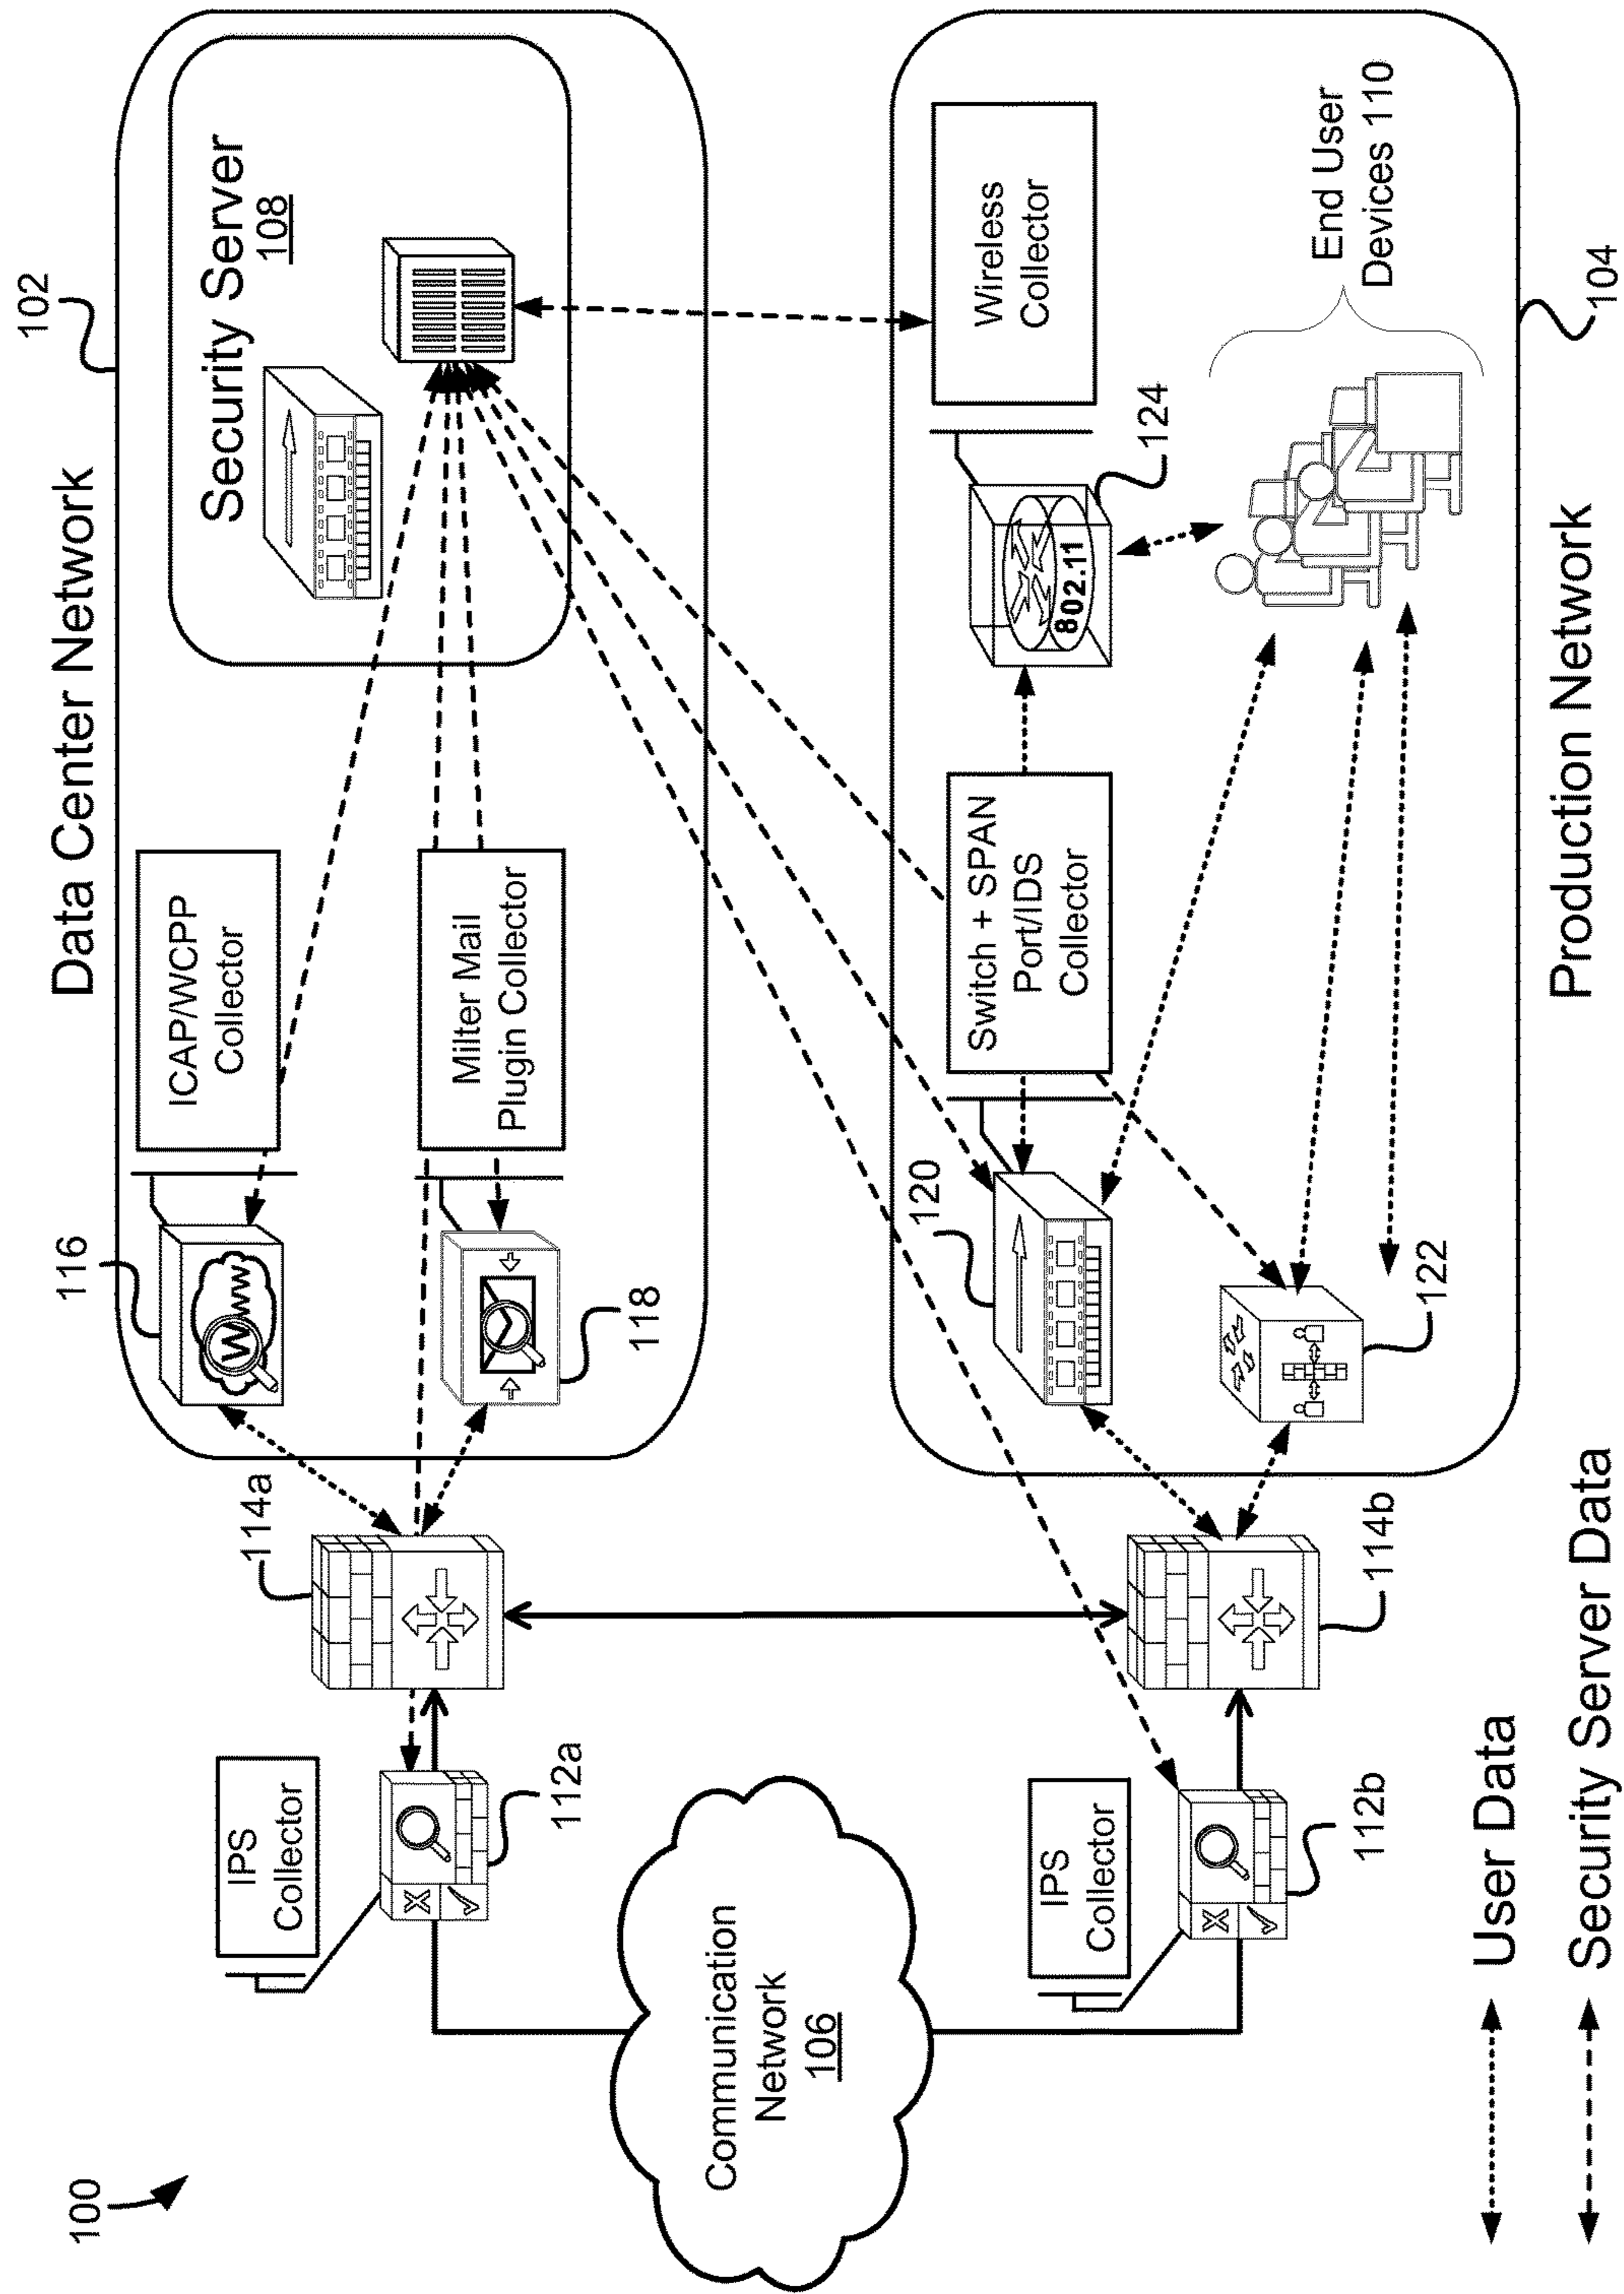 100
Data Center Network
102
Security Server
108
116
ICAP/WCPP
Collector
Www
118
Milter Mail
Plugin Collector
114a
IPS
Collector
112a
Communication
Network
106
IPS
Collector
112b
114b
120
Switch + SPAN
Port/IDS
Collector
122
Wireless
Collector
124
802.11
End User
Devices 110
104
Production Network
User Data
Security Server Data